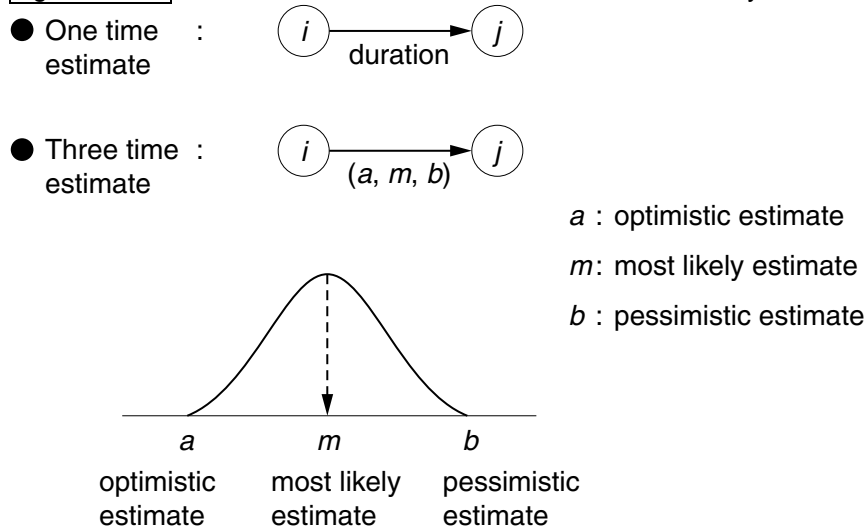 ● One time : i j
estimate duration
● Three time : i j
estimate (a, m, b)
a : optimistic estimate
m : most likely estimate
b : pessimistic estimate
a m b
optimistic most likely pessimistic
estimate estimate estimate